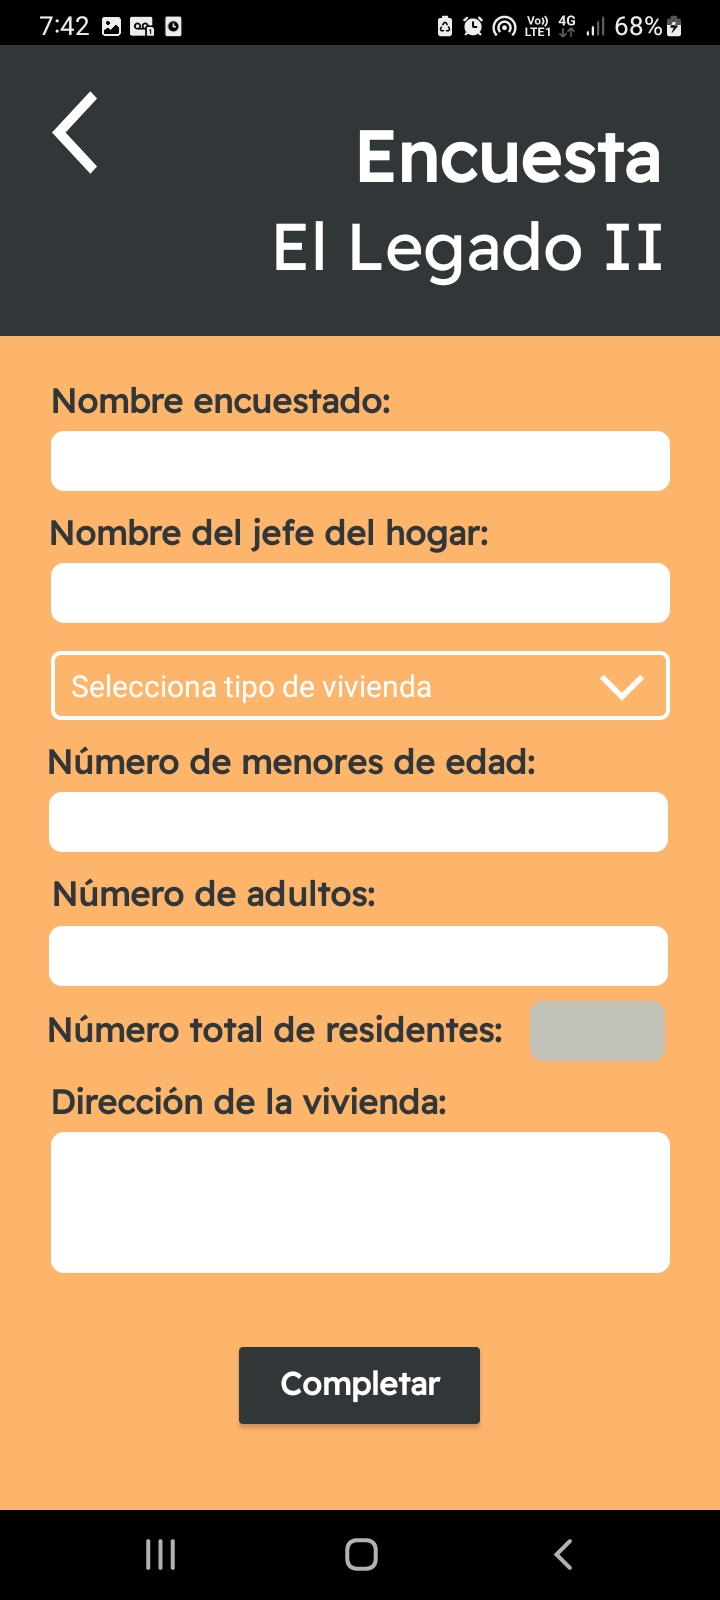 7:42
Vo)) LTE1 4G 68%
Encuesta
El Legado II
Nombre encuestado:
Nombre del jefe del hogar:
Selecciona tipo de vivienda
Número de menores de edad:
Número de adultos:
Número total de residentes:
Dirección de la vivienda:
Completar